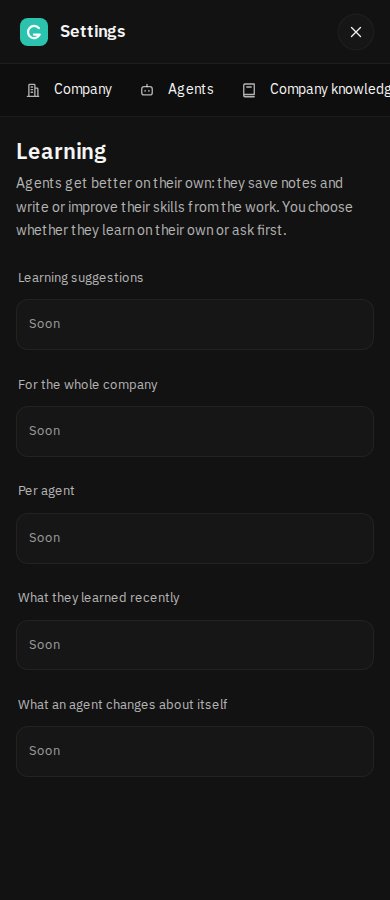 Settings
Company
Agents
Company knowledg
Learning
Agents get better on their own: they save notes and
write or improve their skills from the work. You choose
whether they learn on their own or ask first.
Learning suggestions
Soon
For the whole company
Soon
Per agent
Soon
What they learned recently
Soon
What an agent changes about itself
Soon